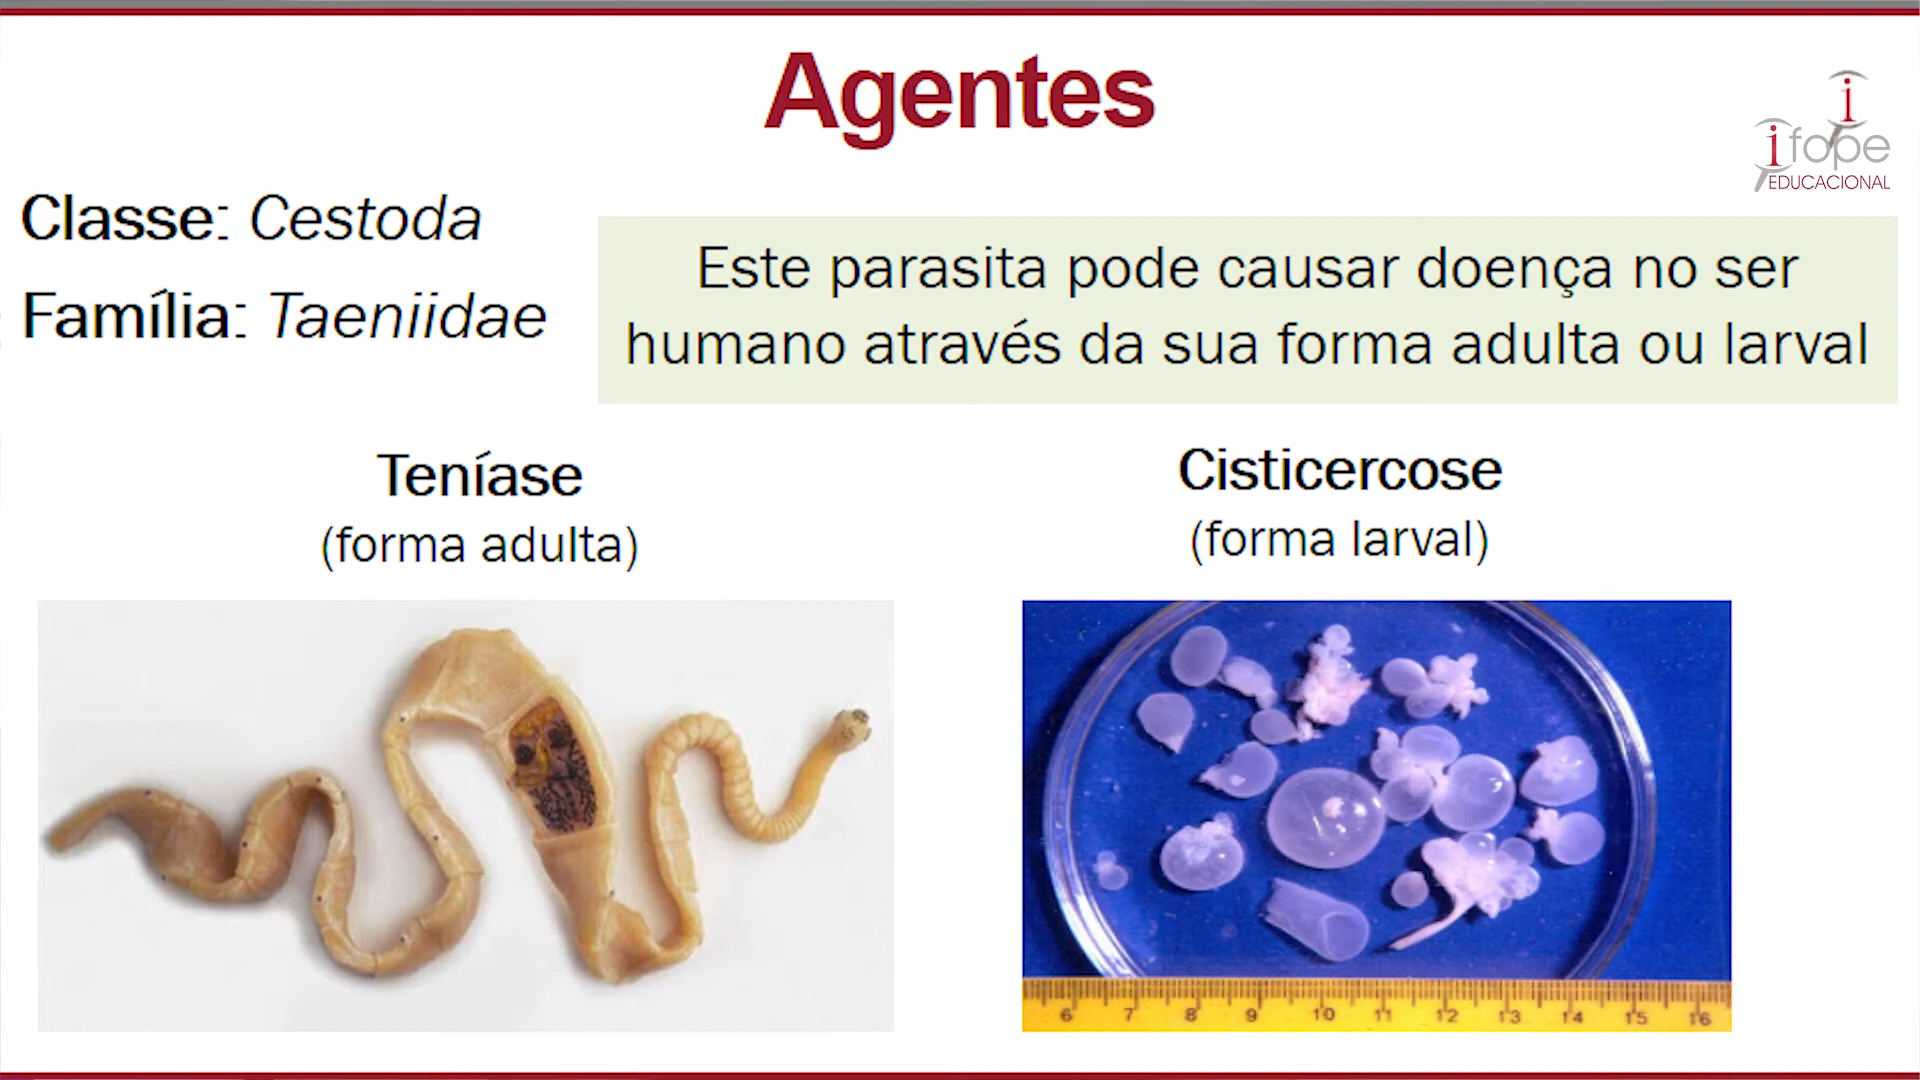 Agentes
i
ifope
EDUCACIONAL
Classe: Cestoda
Família: Taeniidae
Este parasita pode causar doença no ser
humano através da sua forma adulta ou larval
Teníase
(forma adulta)
Cisticercose
(forma larval)
6 7 8 9 10 11 12 13 14 15 16